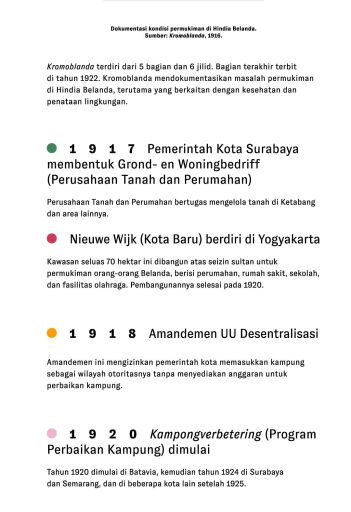 Dokumentasi kondisi permukiman di Hindia Belanda.
Sumber: Kromoblanda, 1916.
Kromoblanda terdiri dari 5 bagian dan 6 jilid. Bagian terakhir terbit
di tahun 1922. Kromoblanda mendokumentasikan masalah permukiman
di Hindia Belanda, terutama yang berkaitan dengan kesehatan dan
penataan lingkungan.
1 9 1 7 Pemerintah Kota Surabaya
membentuk Grond- en Woningbedriff
(Perusahaan Tanah dan Perumahan)
Perusahaan Tanah dan Perumahan bertugas mengelola tanah di Ketabang
dan area lainnya.
Nieuwe Wijk (Kota Baru) berdiri di Yogyakarta
Kawasan seluas 70 hektar ini dibangun atas seizin sultan untuk
permukiman orang-orang Belanda, berisi perumahan, rumah sakit, sekolah,
dan fasilitas olahraga. Pembangunannya selesai pada 1920.
1 9 1 8 Amandemen UU Desentralisasi
Amandemen ini mengizinkan pemerintah kota memasukkan kampung
sebagai wilayah otoritasnya tanpa menyediakan anggaran untuk
perbaikan kampung.
1 9 2 0 Kampongverbetering (Program
Perbaikan Kampung) dimulai
Tahun 1920 dimulai di Batavia, kemudian tahun 1924 di Surabaya
dan Semarang, dan di beberapa kota lain setelah 1925.